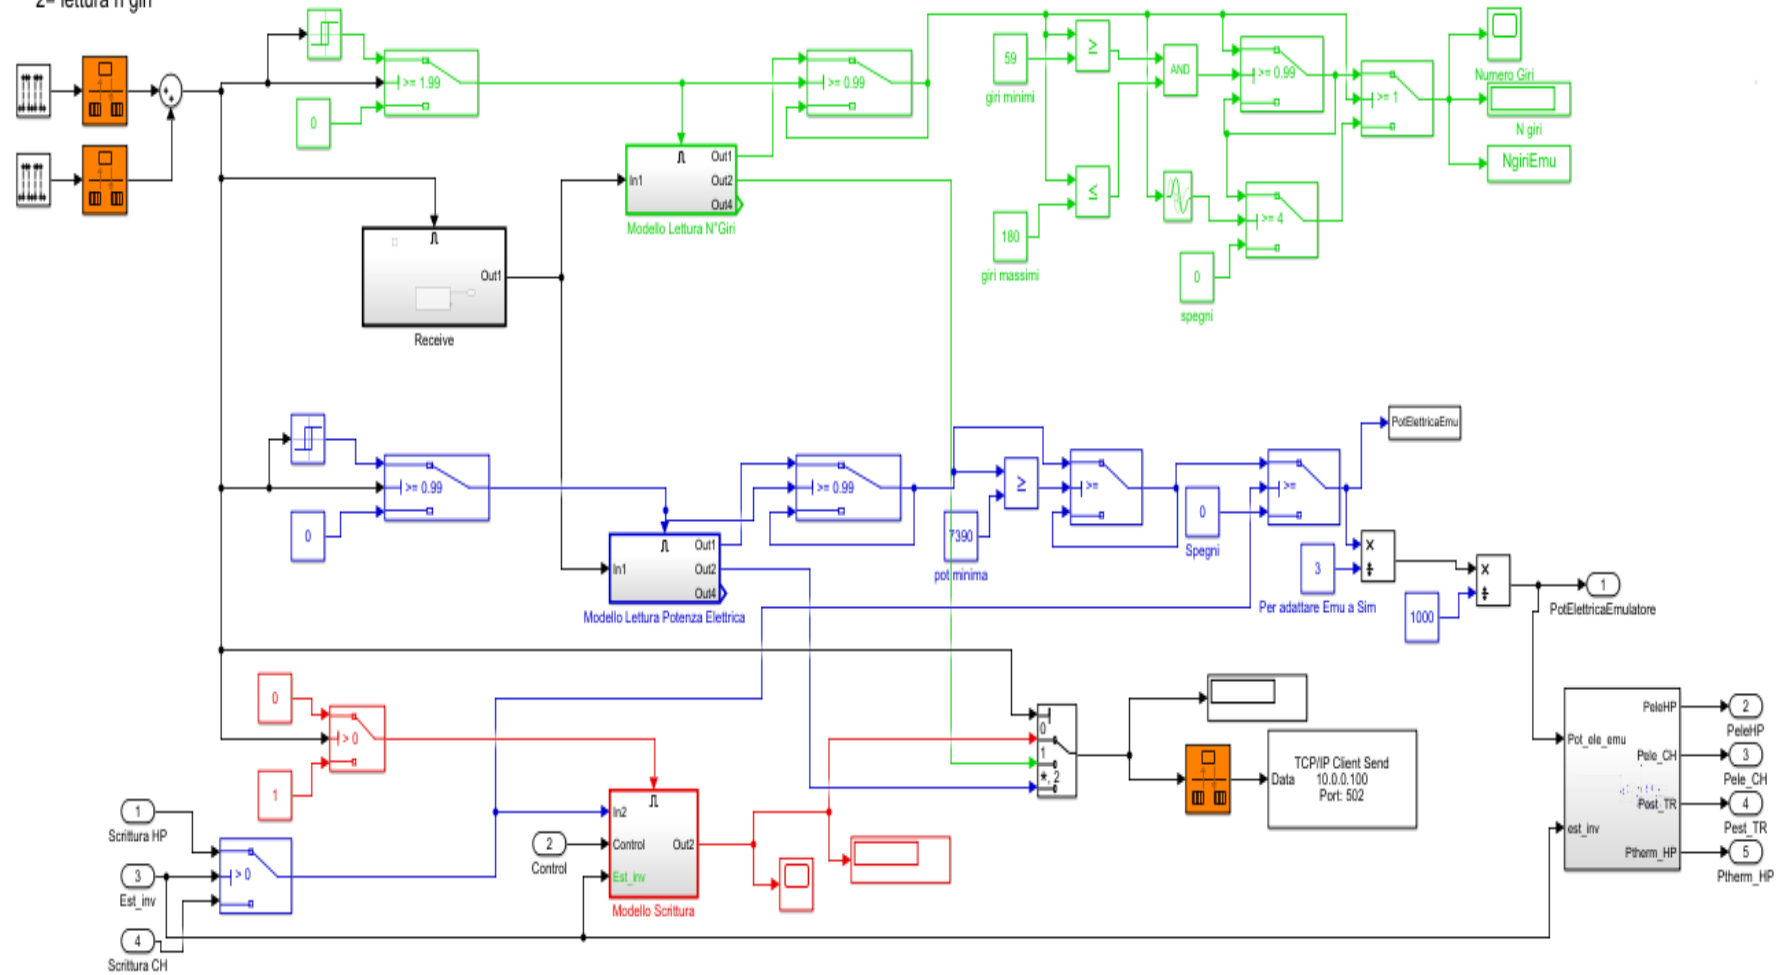 2= lettura n giri
>= 1.99
0
>= 0.99
59
giri minimi
≥
AND
>= 0.99
>= 1
Numero Giri
N giri
NgiriEmu
In1
Out1
Out2
Out4
Modello Lettura N°Giri
180
giri massimi
≤
>= 4
0
spegni
Out1
Receive
>= 0.99
0
>= 0.99
In1
Out1
Out2
Out4
Modello Lettura Potenza Elettrica
≥
7390
pot minima
>=
0
Spegni
>=
PotElettricaEmu
3
Per adattare Emu a Sim
×
÷
1000
×
÷
1
PotElettricaEmulatore
0
> 0
1
0
1
*, 2
TCP/IP Client Send
10.0.0.100
Port: 502
Data
1
Scrittura HP
3
Est_inv
4
Scrittura CH
> 0
2
Control
In2
Control
Est_inv
Out2
Modello Scrittura
Pot_ele_emu
est_inv
PeleHP
Pele_CH
Pest_TR
Ptherm_HP
2
PeleHP
3
Pele_CH
4
Pest_TR
5
Ptherm_HP